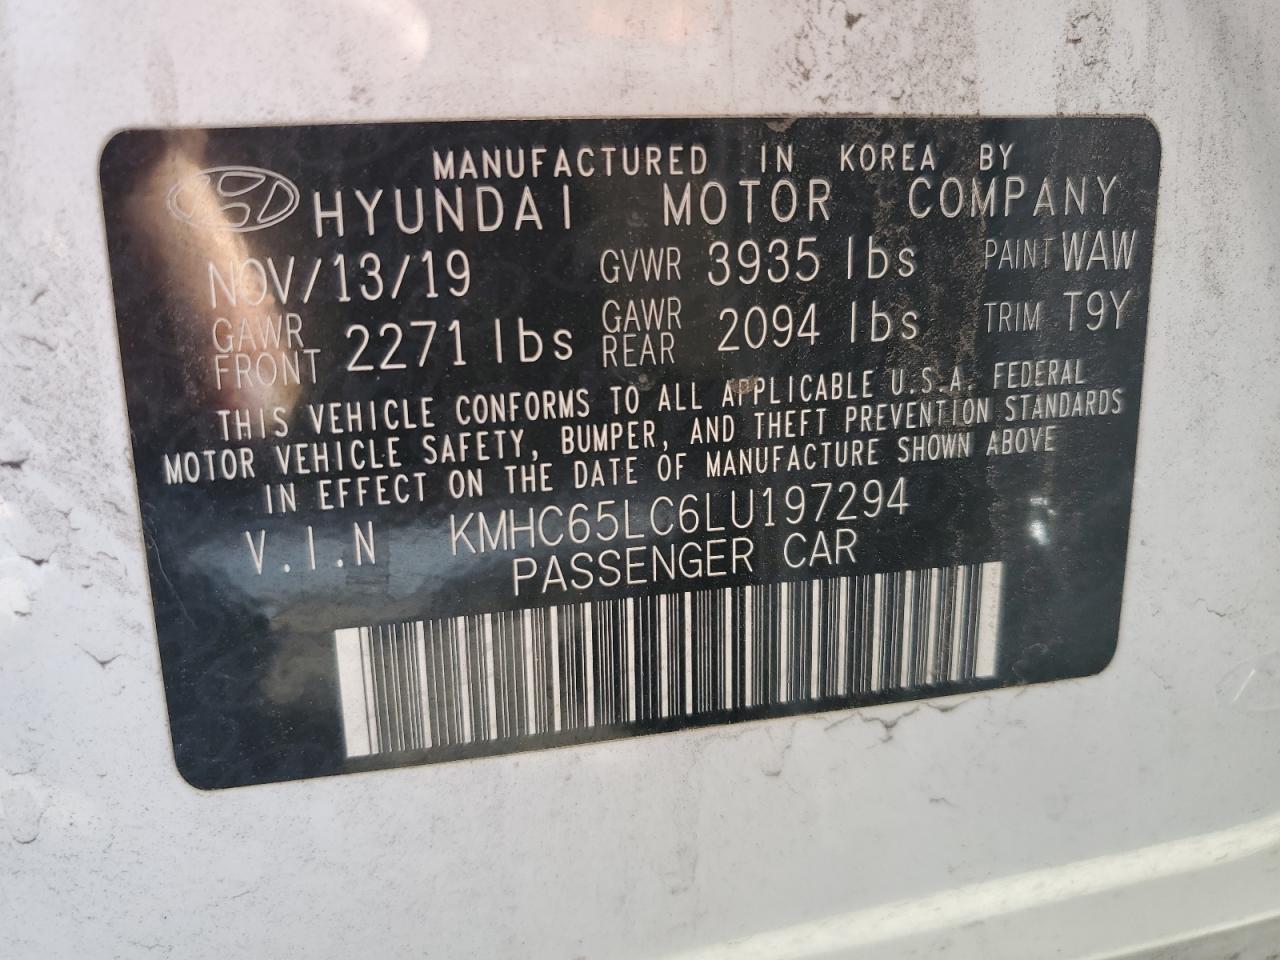 MANUFACTURED IN KOREA BY
HYUNDAI MOTOR COMPANY
NOV/13/19 GVWR 3935 lbs PAINT WAW
GAWR FRONT 2271 lbs GAWR REAR 2094 lbs TRIM T9Y
THIS VEHICLE CONFORMS TO ALL APPLICABLE U.S.A. FEDERAL
MOTOR VEHICLE SAFETY, BUMPER, AND THEFT PREVENTION STANDARDS
IN EFFECT ON THE DATE OF MANUFACTURE SHOWN ABOVE
V.I.N KMHC65LC6LU197294
PASSENGER CAR